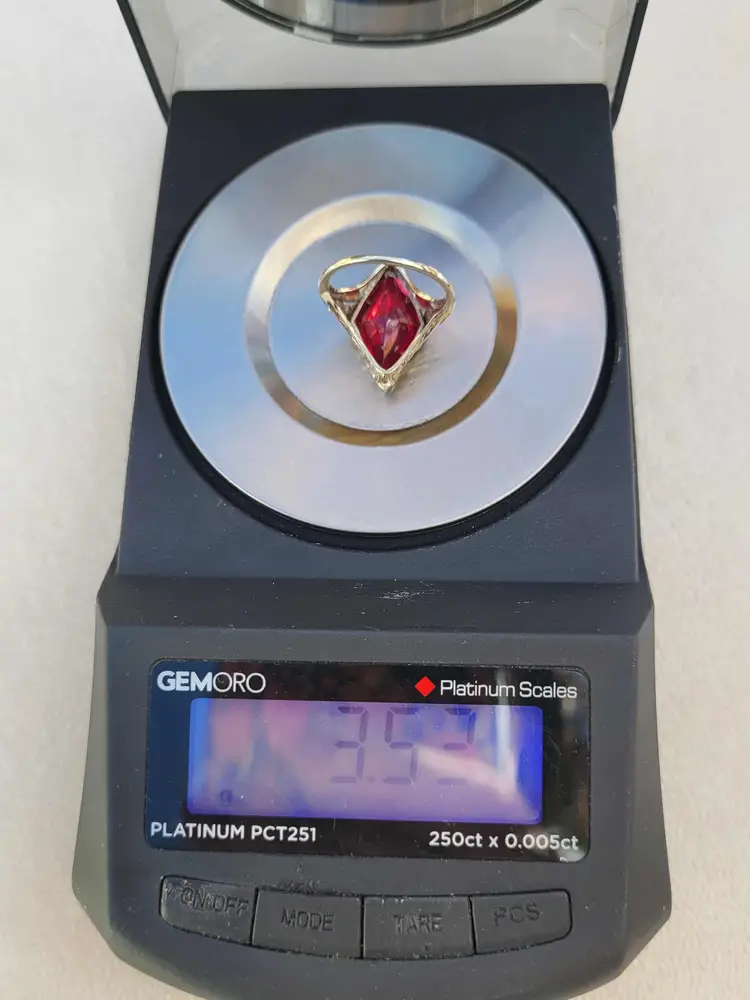 GEMORO
Platinum Scales
3.53
g
PLATINUM PCT251
250ct x 0.005ct
ON/OFF
MODE
TARE
PCS